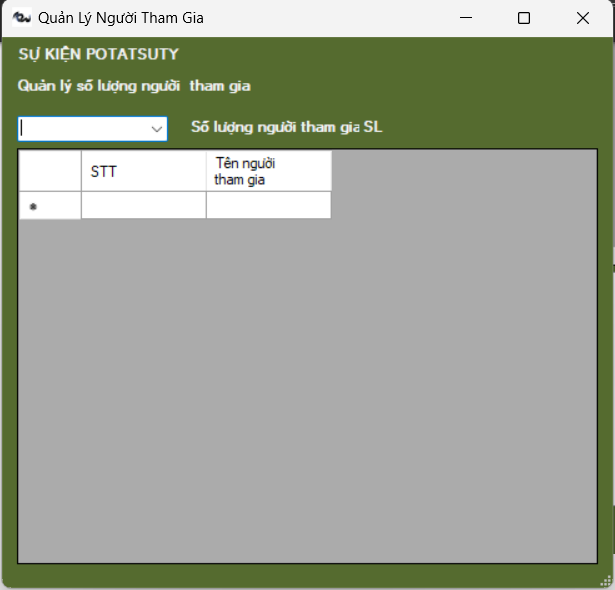 Quản Lý Người Tham Gia
SỰ KIỆN POTATSUTY
Quản lý số lượng người tham gia
Số lượng người tham gia SL
STT
Tên người
tham gia
*